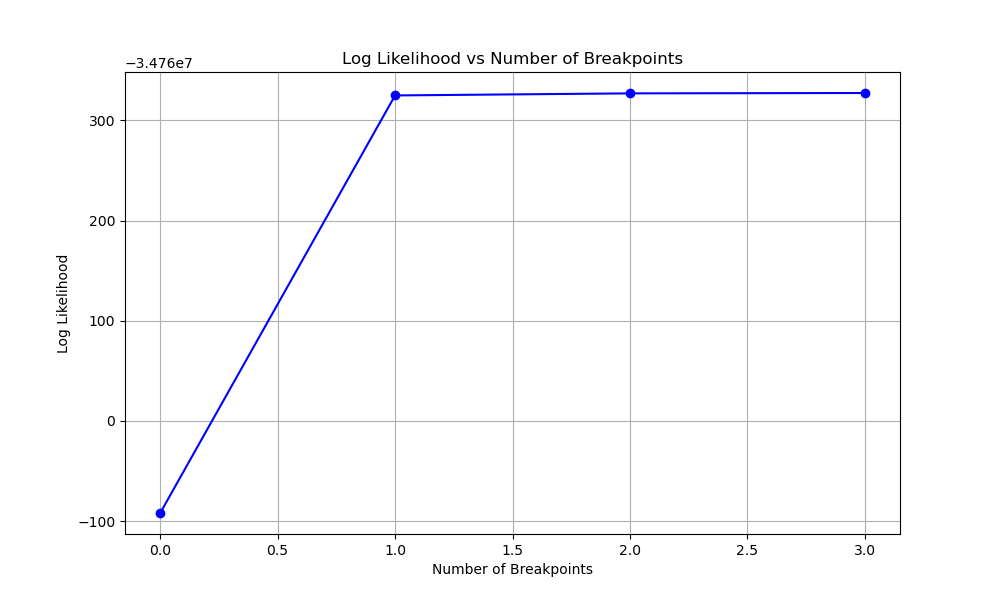 Log Likelihood vs Number of Breakpoints
−3.476e7
300
200
100
0
−100
Log Likelihood
0.0 0.5 1.0 1.5 2.0 2.5 3.0
Number of Breakpoints